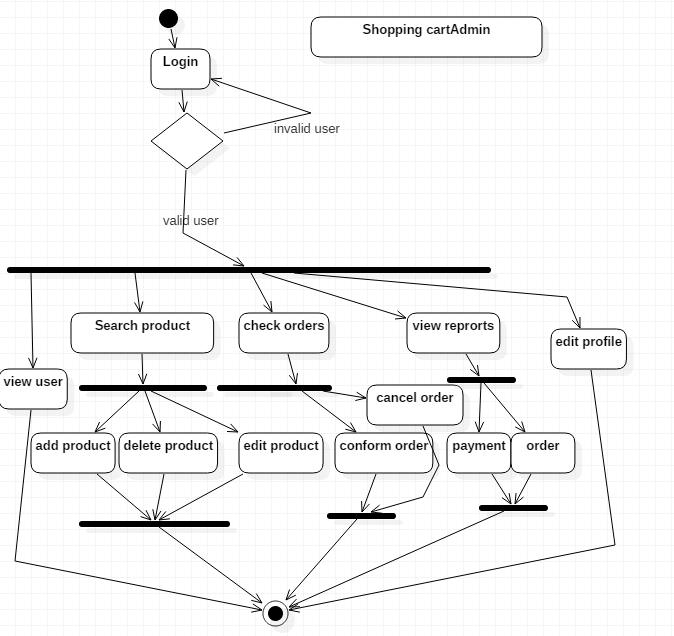 Shopping cartAdmin
Login
invalid user
valid user
Search product
check orders
view reprorts
edit profile
view user
cancel order
add product
delete product
edit product
conform order
payment
order